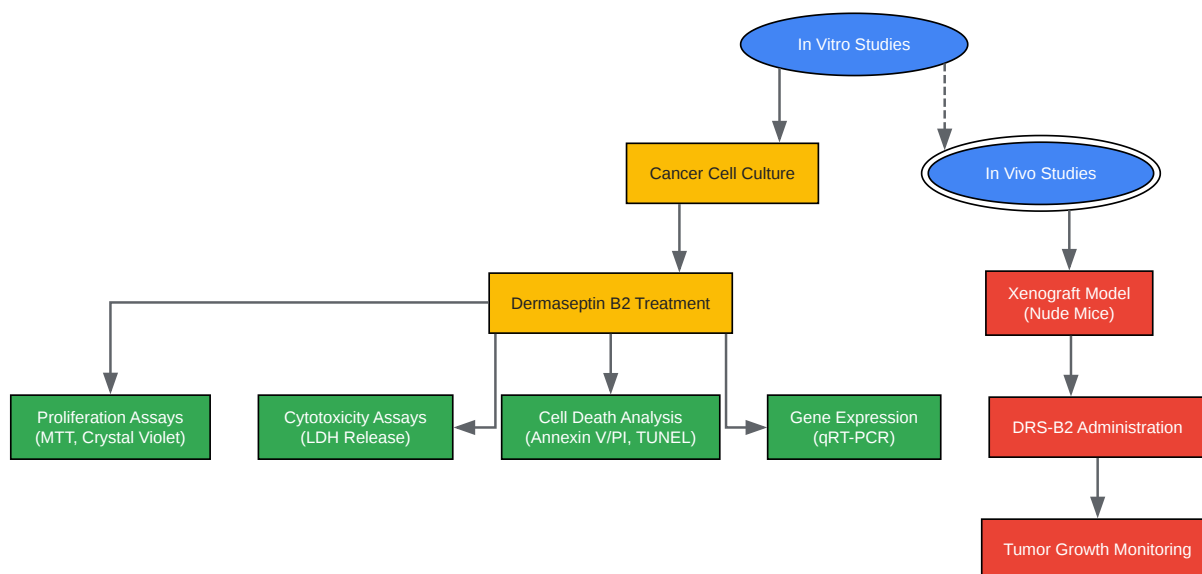 In Vitro Studies
In Vivo Studies
Cancer Cell Culture
Dermaseptin B2 Treatment
Xenograft Model
(Nude Mice)
Proliferation Assays
(MTT, Crystal Violet)
Cytotoxicity Assays
(LDH Release)
Cell Death Analysis
(Annexin V/PI, TUNEL)
Gene Expression
(qRT-PCR)
DRS-B2 Administration
Tumor Growth Monitoring